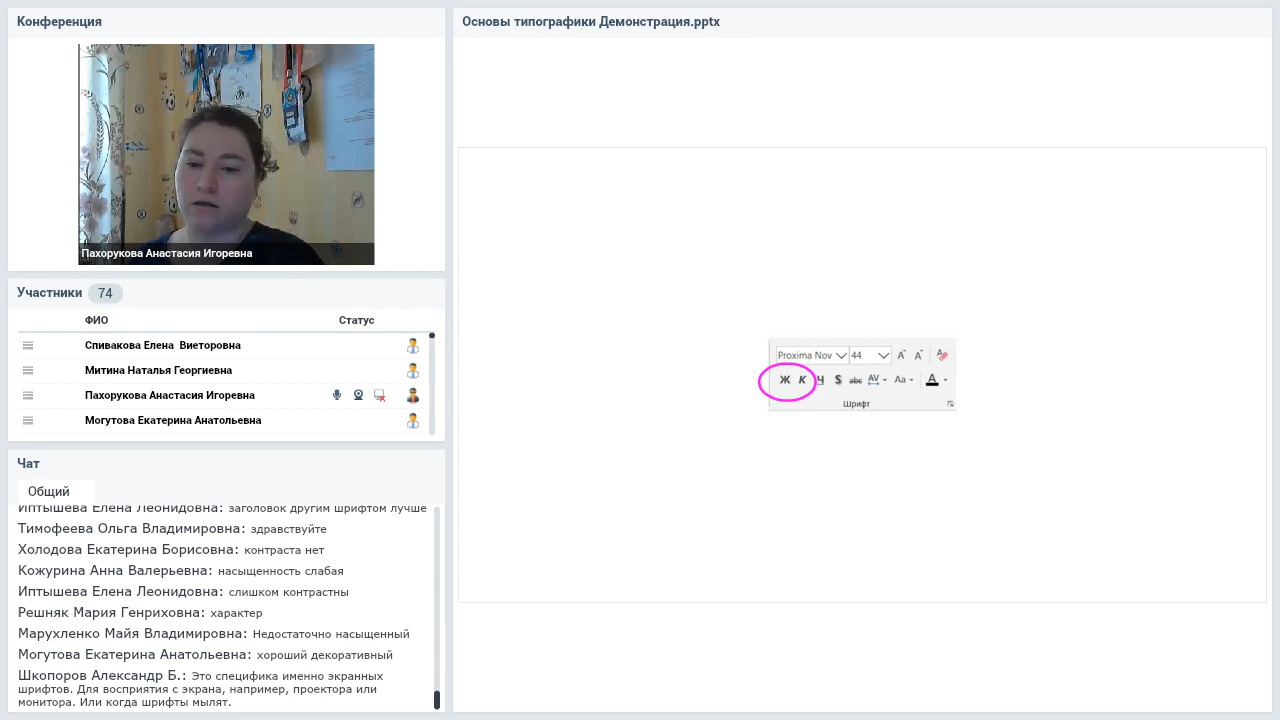 Конференция
Пахорукова Анастасия Игоревна
Участники 74
ФИО Статус
Спивакова Елена Виеторовна
Митина Наталья Георгиевна
Пахорукова Анастасия Игоревна
Могутова Екатерина Анатольевна
Чат
Общий
Иптышева Елена Леонидовна: заголовок другим шрифтом лучше
Тимофеева Ольга Владимировна: здравствуйте
Холодова Екатерина Борисовна: контраста нет
Кожурина Анна Валерьевна: насыщенность слабая
Иптышева Елена Леонидовна: слишком контрастны
Решняк Мария Генриховна: характер
Марухленко Майя Владимировна: Недостаточно насыщенный
Могутова Екатерина Анатольевна: хороший декоративный
Шкопоров Александр Б.: Это специфика именно экранных
шрифтов. Для восприятия с экрана, например, проектора или
монитора. Или когда шрифты мылят.
Основы типографики Демонстрация.pptx
Proxima Nov 44 A A
Ж К Ч S abc AV Aa A
Шрифт